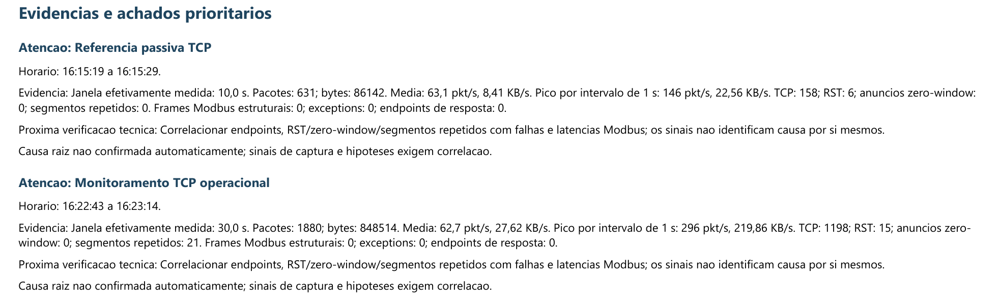 Evidencias e achados prioritarios
Atencao: Referencia passiva TCP
Horario: 16:15:19 a 16:15:29.
Evidencia: Janela efetivamente medida: 10,0 s. Pacotes: 631; bytes: 86142. Media: 63,1 pkt/s, 8,41 KB/s. Pico por intervalo de 1 s: 146 pkt/s, 22,56 KB/s. TCP: 158; RST: 6; anuncios zero-window:
0; segmentos repetidos: 0. Frames Modbus estruturais: 0; exceptions: 0; endpoints de resposta: 0.
Proxima verificacao tecnica: Correlacionar endpoints, RST/zero-window/segmentos repetidos com falhas e latencias Modbus; os sinais nao identificam causa por si mesmos.
Causa raiz nao confirmada automaticamente; sinais de captura e hipoteses exigem correlacao.
Atencao: Monitoramento TCP operacional
Horario: 16:22:43 a 16:23:14.
Evidencia: Janela efetivamente medida: 30,0 s. Pacotes: 1880; bytes: 848514. Media: 62,7 pkt/s, 27,62 KB/s. Pico por intervalo de 1 s: 296 pkt/s, 219,86 KB/s. TCP: 1198; RST: 15; anuncios zero-
window: 0; segmentos repetidos: 21. Frames Modbus estruturais: 0; exceptions: 0; endpoints de resposta: 0.
Proxima verificacao tecnica: Correlacionar endpoints, RST/zero-window/segmentos repetidos com falhas e latencias Modbus; os sinais nao identificam causa por si mesmos.
Causa raiz nao confirmada automaticamente; sinais de captura e hipoteses exigem correlacao.